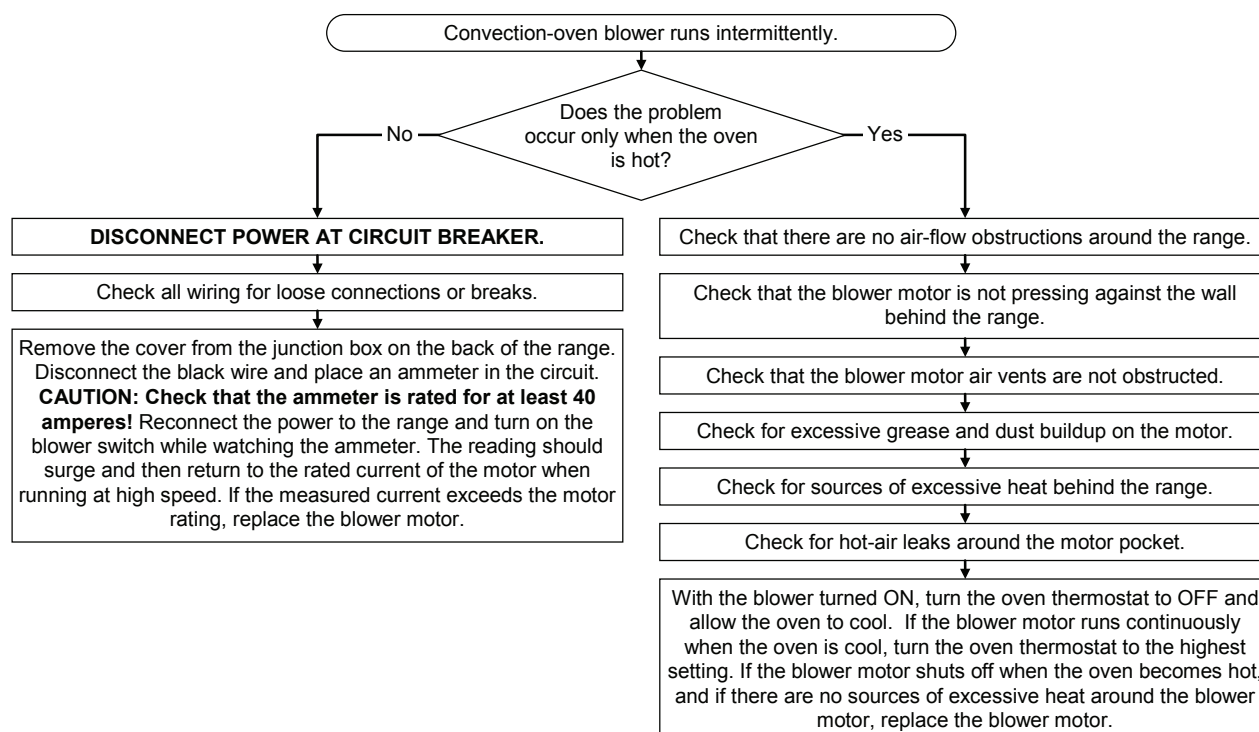 Convection-oven blower runs intermittently.
Does the problem
occur only when the oven
is hot?
No
Yes
DISCONNECT POWER AT CIRCUIT BREAKER.
Check all wiring for loose connections or breaks.
Remove the cover from the junction box on the back of the range.
Disconnect the black wire and place an ammeter in the circuit.
CAUTION: Check that the ammeter is rated for at least 40
amperes! Reconnect the power to the range and turn on the
blower switch while watching the ammeter. The reading should
surge and then return to the rated current of the motor when
running at high speed. If the measured current exceeds the motor
rating, replace the blower motor.
Check that there are no air-flow obstructions around the range.
Check that the blower motor is not pressing against the wall
behind the range.
Check that the blower motor air vents are not obstructed.
Check for excessive grease and dust buildup on the motor.
Check for sources of excessive heat behind the range.
Check for hot-air leaks around the motor pocket.
With the blower turned ON, turn the oven thermostat to OFF and
allow the oven to cool.  If the blower motor runs continuously
when the oven is cool, turn the oven thermostat to the highest
setting. If the blower motor shuts off when the oven becomes hot,
and if there are no sources of excessive heat around the blower
motor, replace the blower motor.